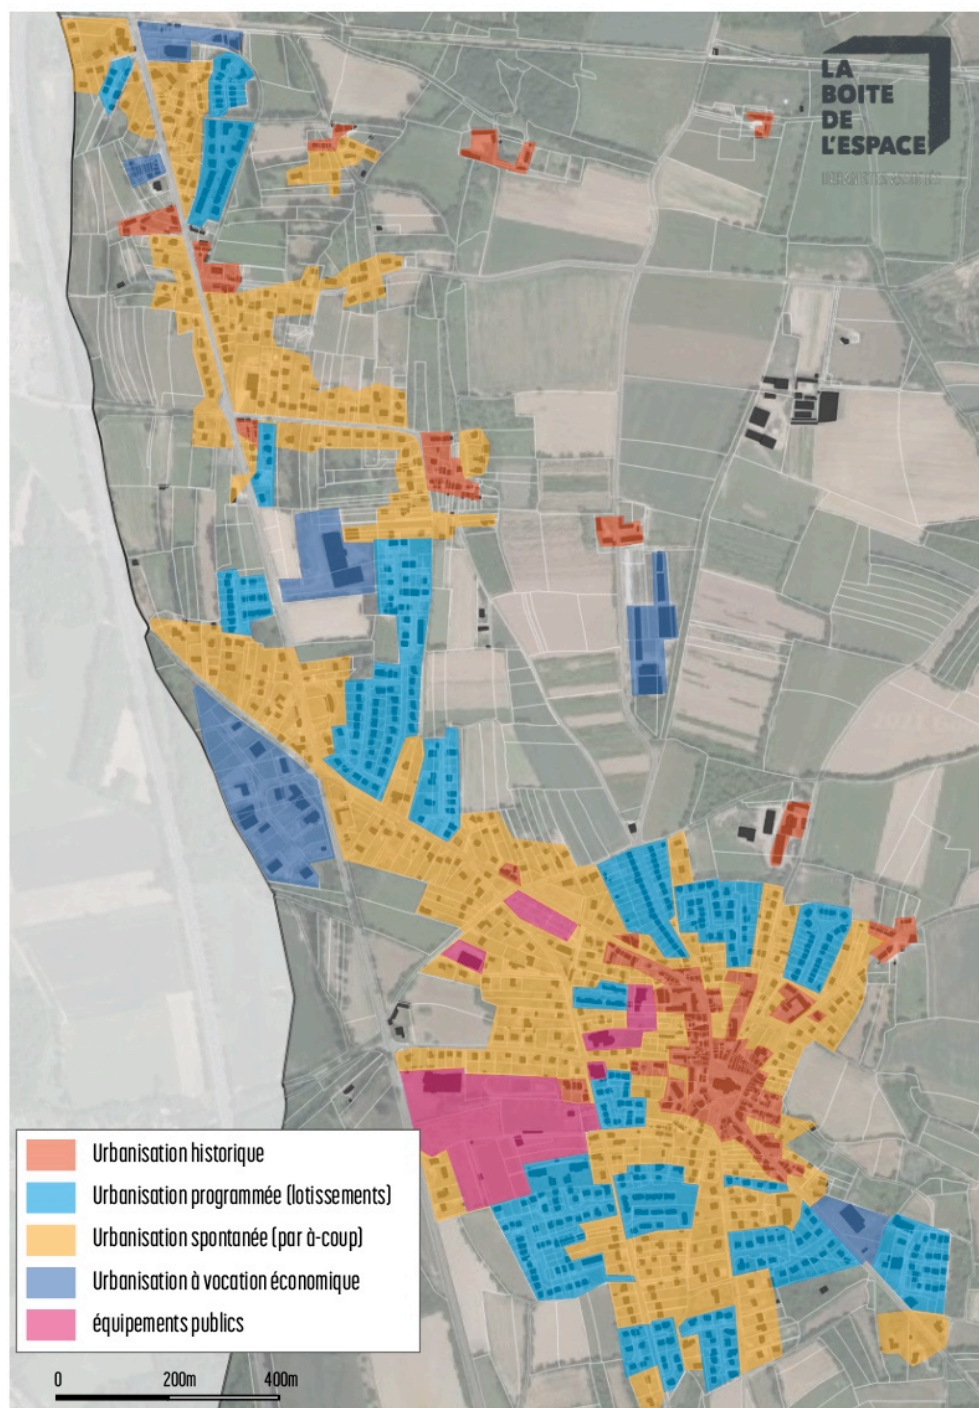 LA
BOITE
DE
L'ESPACE
Urbanisation historique
Urbanisation programmée (lotissements)
Urbanisation spontanée (par à-coup)
Urbanisation à vocation économique
équipements publics
0 200m 400m